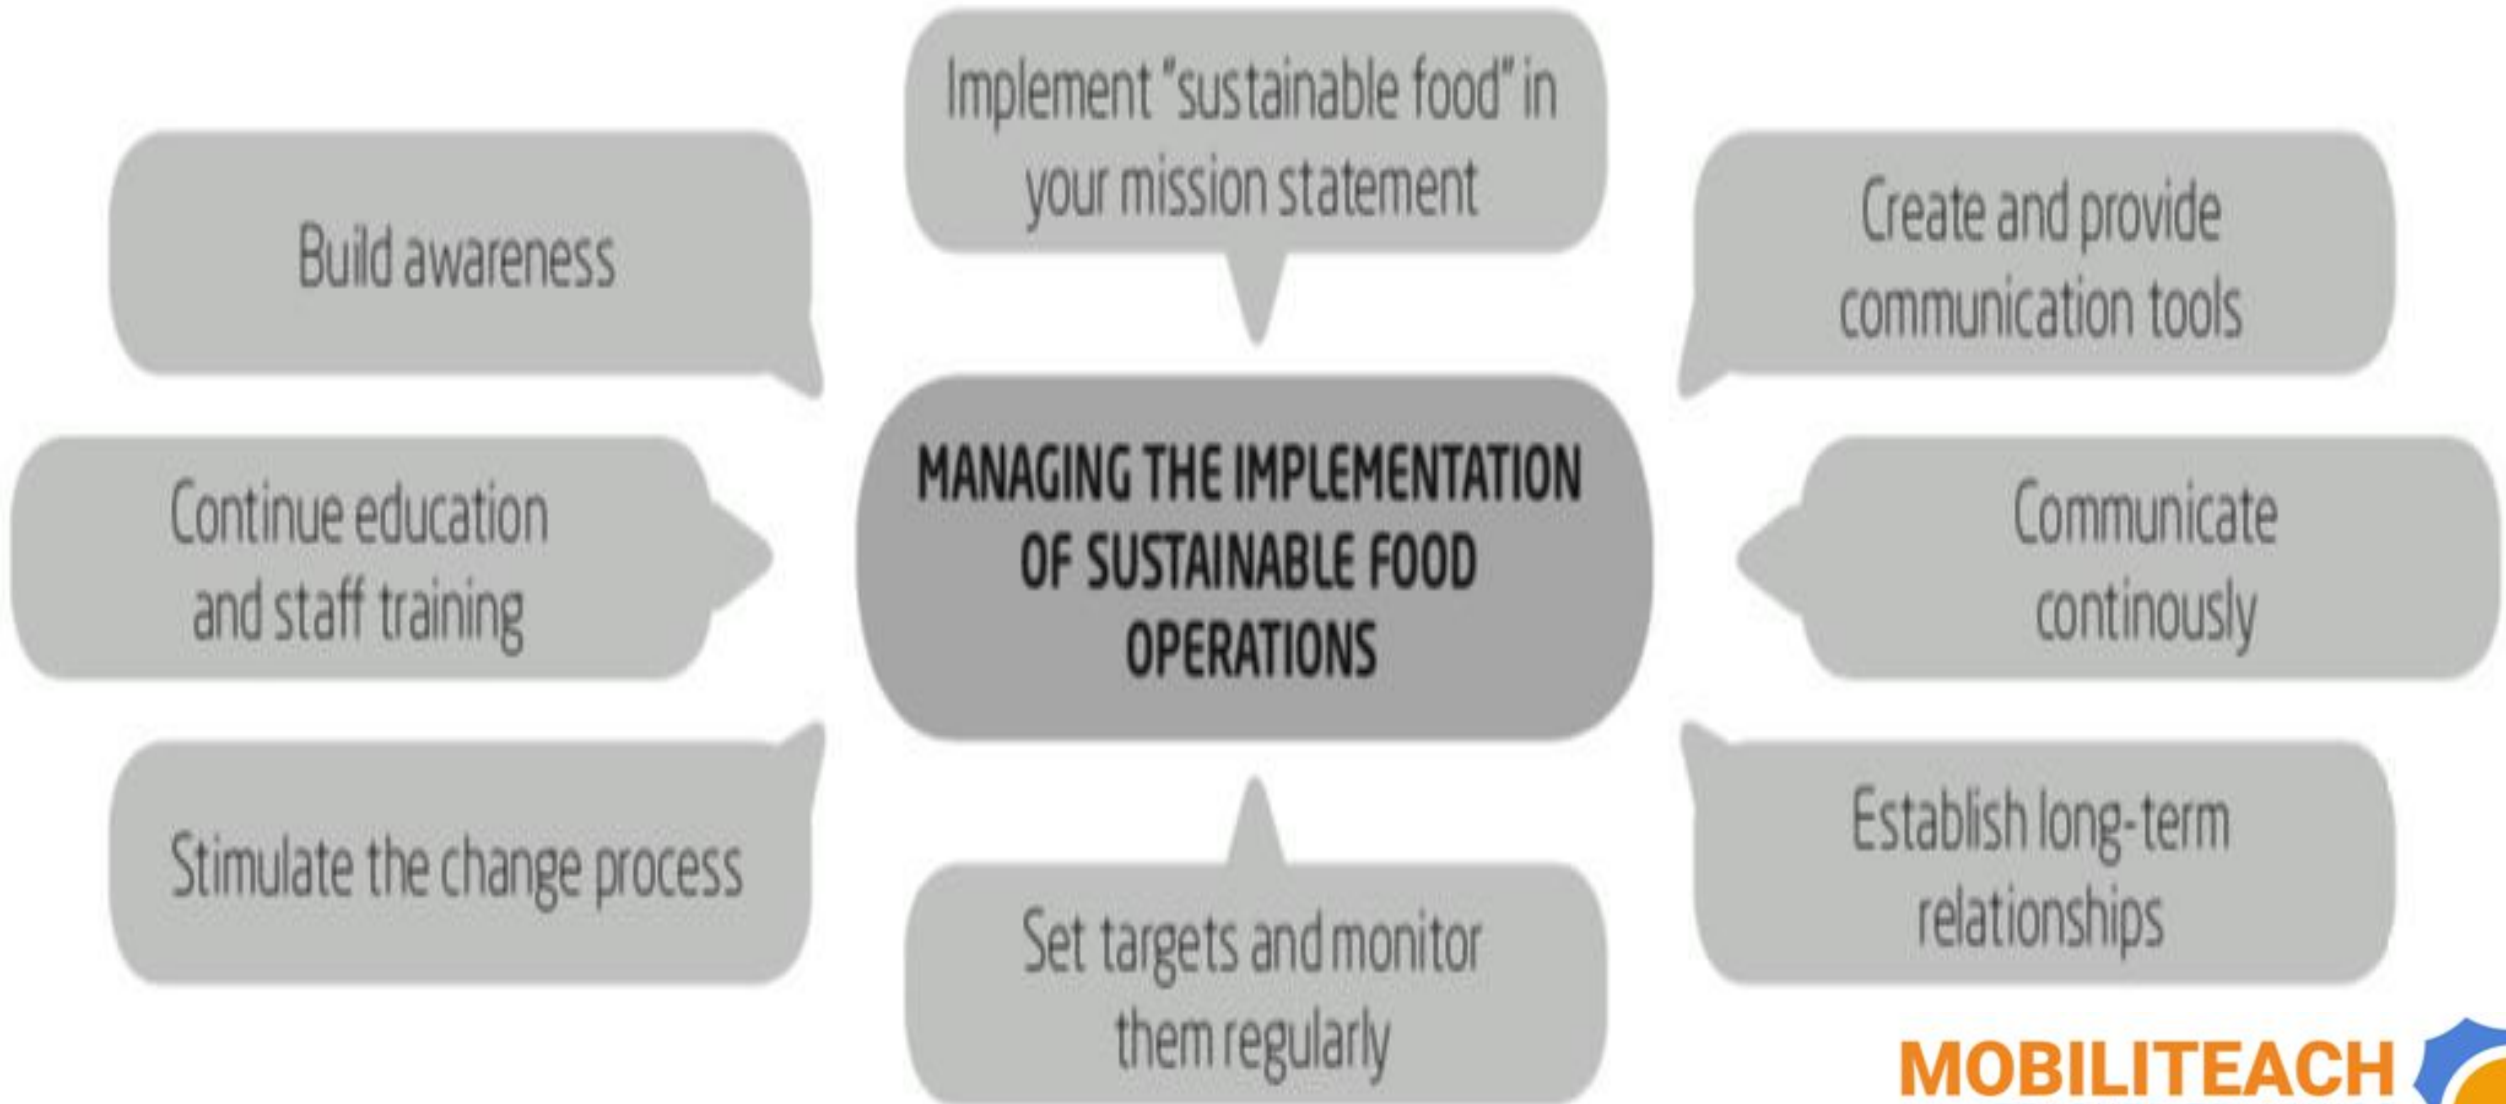 Implement "sustainable food" in
your mission statement
Build awareness
Create and provide
communication tools
Continue education
and staff training
MANAGING THE IMPLEMENTATION
OF SUSTAINABLE FOOD
OPERATIONS
Communicate
continously
Stimulate the change process
Establish long-term
relationships
Set targets and monitor
them regularly
MOBILITEACH